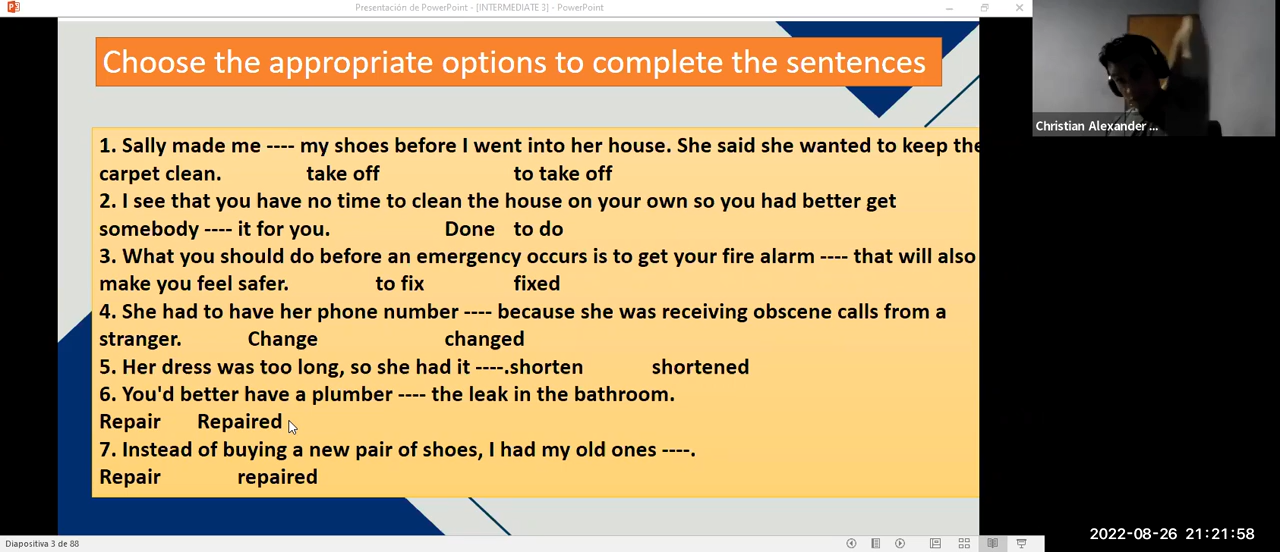 Presentación de PowerPoint - [INTERMEDIATE 3] - PowerPoint
Choose the appropriate options to complete the sentences
Christian Alexander ...
1. Sally made me ---- my shoes before I went into her house. She said she wanted to keep the
carpet clean. take off to take off
2. I see that you have no time to clean the house on your own so you had better get
somebody ---- it for you. Done to do
3. What you should do before an emergency occurs is to get your fire alarm ---- that will also
make you feel safer. to fix fixed
4. She had to have her phone number ---- because she was receiving obscene calls from a
stranger. Change changed
5. Her dress was too long, so she had it ----.shorten shortened
6. You'd better have a plumber ---- the leak in the bathroom.
Repair Repaired
7. Instead of buying a new pair of shoes, I had my old ones ----.
Repair repaired
2022-08-26 21:21:58
Diapositiva 3 de 88